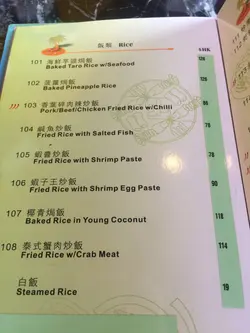 飯類 Rice
$HK
101 海鮮芋頭焗飯 128
Baked Taro Rice w/Seafood
102 菠蘿焗飯 80
Baked Pineapple Rice
103 香葉碎肉辣炒飯
Pork/Beef/Chicken Fried Rice w/Chilli
104 鹹魚炒飯
Fried Rice with Salted Fish
105 蝦醬炒飯 78
Fried Rice with Shrimp Paste
106 蝦子王炒飯 98
Fried Rice with Shrimp Egg Paste
107 椰青焗飯 118
Baked Rice in Young Coconut
108 泰式蟹肉炒飯 114
Fried Rice w/Crab Meat
白飯 19
Steamed Rice